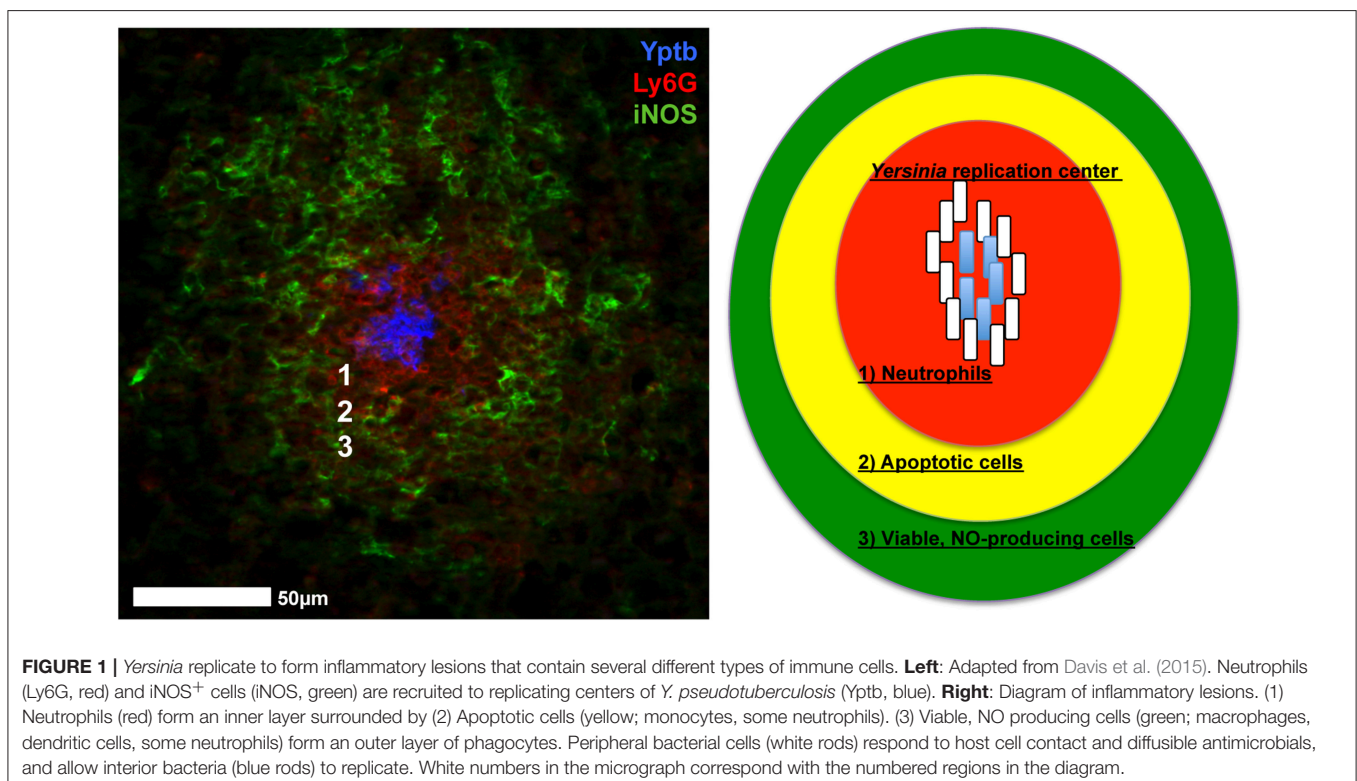 Yptb
Ly6G
iNOS
1
2
3
50µm
Yersinia replication center
1) Neutrophils
2) Apoptotic cells
3) Viable, NO-producing cells
FIGURE 1 | Yersinia replicate to form inflammatory lesions that contain several different types of immune cells. Left: Adapted from Davis et al. (2015). Neutrophils
(Ly6G, red) and iNOS⁺ cells (iNOS, green) are recruited to replicating centers of Y. pseudotuberculosis (Yptb, blue). Right: Diagram of inflammatory lesions. (1)
Neutrophils (red) form an inner layer surrounded by (2) Apoptotic cells (yellow; monocytes, some neutrophils). (3) Viable, NO producing cells (green; macrophages,
dendritic cells, some neutrophils) form an outer layer of phagocytes. Peripheral bacterial cells (white rods) respond to host cell contact and diffusible antimicrobials,
and allow interior bacteria (blue rods) to replicate. White numbers in the micrograph correspond with the numbered regions in the diagram.